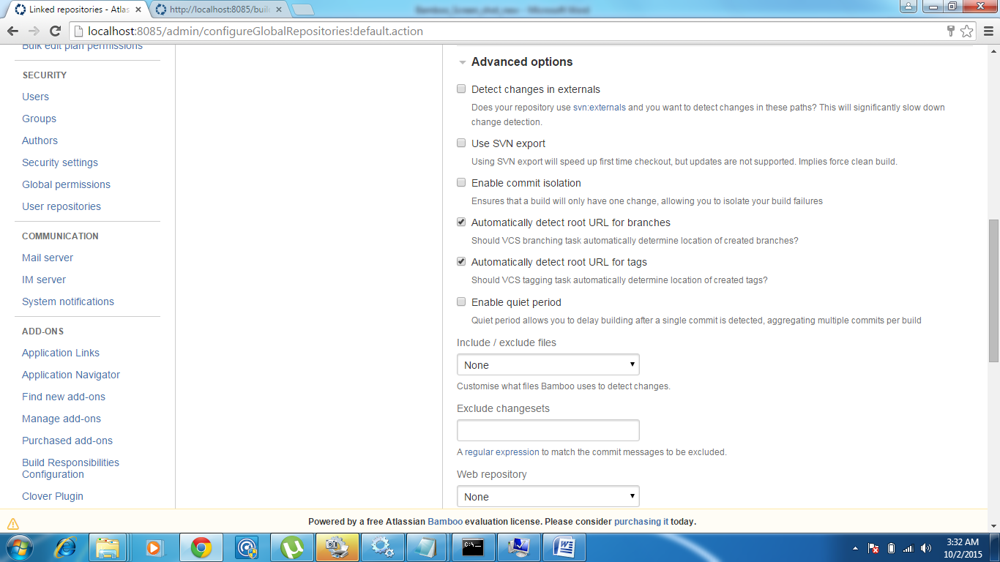 Linked repositories - Atlas
http://localhost:8085/buil
Bamboo_Screen_shot_new - Microsoft Word
localhost:8085/admin/configureGlobalRepositories!default.action
Bulk edit plan permissions
SECURITY
Users
Groups
Authors
Security settings
Global permissions
User repositories
COMMUNICATION
Mail server
IM server
System notifications
ADD-ONS
Application Links
Application Navigator
Find new add-ons
Manage add-ons
Purchased add-ons
Build Responsibilities
Configuration
Clover Plugin
Advanced options
Detect changes in externals
Does your repository use svn:externals and you want to detect changes in these paths? This will significantly slow down
change detection.
Use SVN export
Using SVN export will speed up first time checkout, but updates are not supported. Implies force clean build.
Enable commit isolation
Ensures that a build will only have one change, allowing you to isolate your build failures
Automatically detect root URL for branches
Should VCS branching task automatically determine location of created branches?
Automatically detect root URL for tags
Should VCS tagging task automatically determine location of created tags?
Enable quiet period
Quiet period allows you to delay building after a single commit is detected, aggregating multiple commits per build
Include / exclude files
None
Customise what files Bamboo uses to detect changes.
Exclude changesets
A regular expression to match the commit messages to be excluded.
Web repository
None
Powered by a free Atlassian Bamboo evaluation license. Please consider purchasing it today.
3:32 AM
10/2/2015